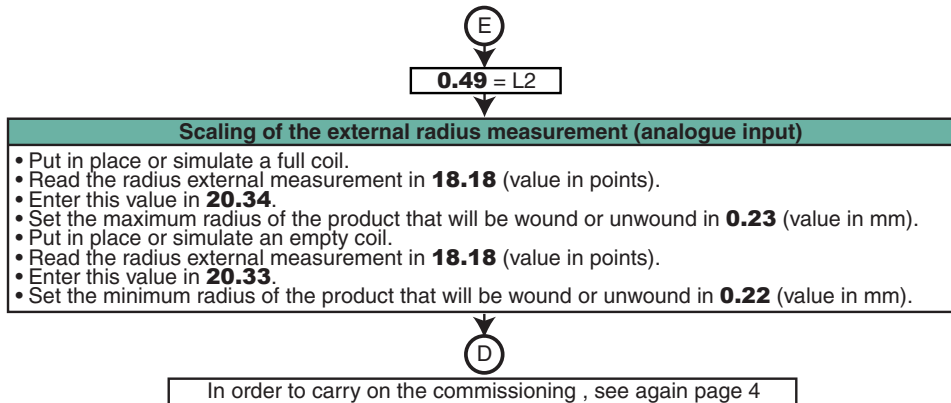 E
0.49 = L2
Scaling of the external radius measurement (analogue input)
• Put in place or simulate a full coil.
• Read the radius external measurement in 18.18 (value in points).
• Enter this value in 20.34.
• Set the maximum radius of the product that will be wound or unwound in 0.23 (value in mm).
• Put in place or simulate an empty coil.
• Read the radius external measurement in 18.18 (value in points).
• Enter this value in 20.33.
• Set the minimum radius of the product that will be wound or unwound in 0.22 (value in mm).
D
In order to carry on the commissioning , see again page 4